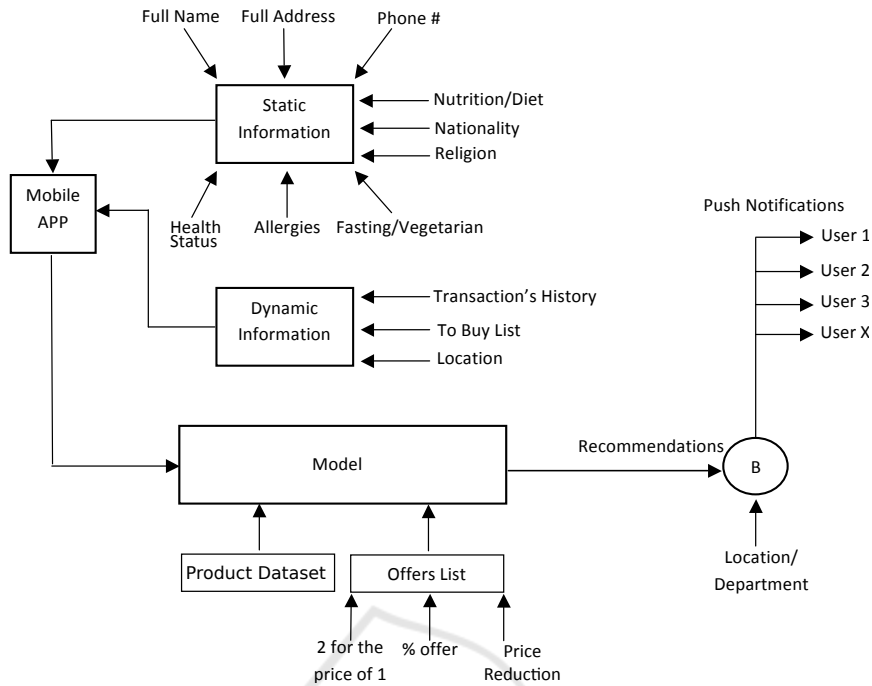 Full Name
Full Address
Phone #
Static
Information
Nutrition/Diet
Nationality
Religion
Mobile
APP
Health
Status
Allergies
Fasting/Vegetarian
Push Notifications
User 1
User 2
User 3
User X
Dynamic
Information
Transaction's History
To Buy List
Location
Model
Recommendations
B
Product Dataset
Offers List
Location/
Department
2 for the
price of 1
% offer
Price
Reduction